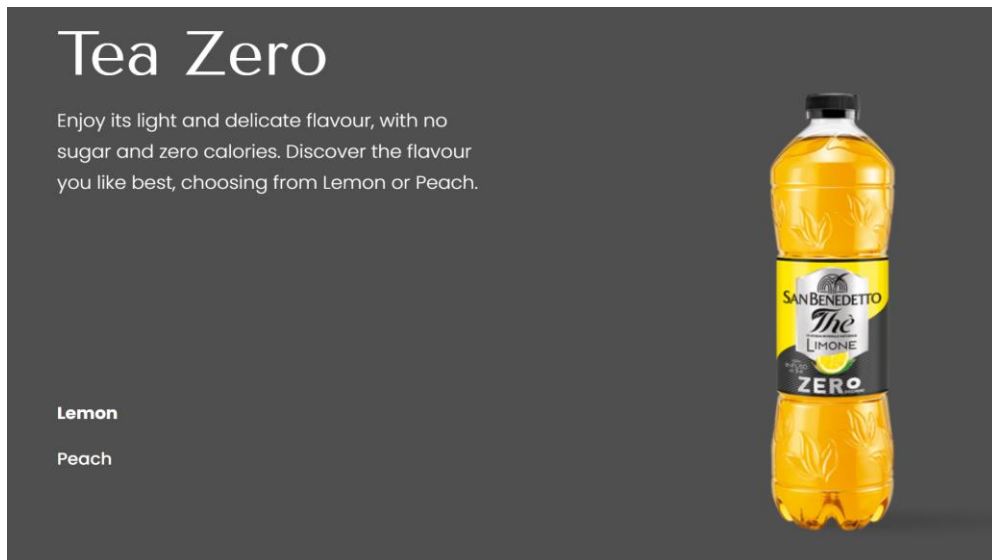 Tea Zero
Enjoy its light and delicate flavour, with no
sugar and zero calories. Discover the flavour
you like best, choosing from Lemon or Peach.
SAN BENEDETTO
Thè
LIMONE
ZERO
Lemon
Peach